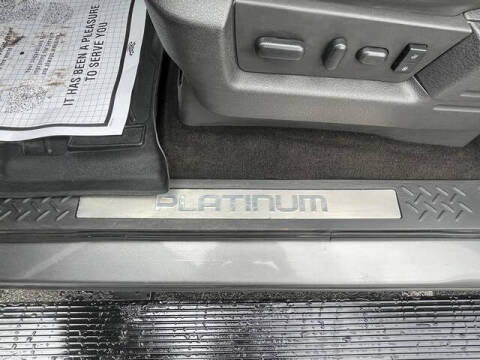 IT HAS BEEN A PLEASURE
TO SERVE YOU
PLATINUM